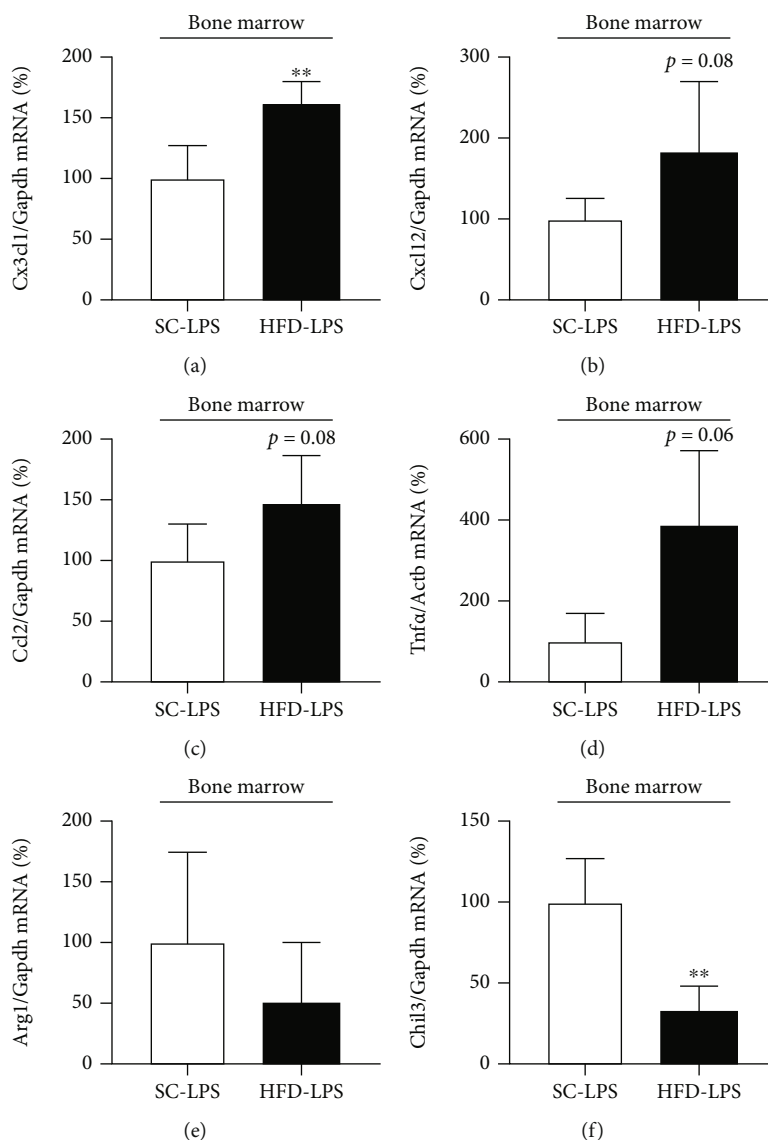 Bone marrow
Cx3cl1/Gapdh mRNA (%)
200
150
100
50
0
**
SC-LPS HFD-LPS
(a)
Bone marrow
Cxcl12/Gapdh mRNA (%)
300
200
100
0
p = 0.08
SC-LPS HFD-LPS
(b)
Bone marrow
Ccl2/Gapdh mRNA (%)
200
150
100
50
0
p = 0.08
SC-LPS HFD-LPS
(c)
Bone marrow
Tnfα/Actb mRNA (%)
600
400
200
0
p = 0.06
SC-LPS HFD-LPS
(d)
Bone marrow
Arg1/Gapdh mRNA (%)
200
150
100
50
0
SC-LPS HFD-LPS
(e)
Bone marrow
Chil3/Gapdh mRNA (%)
150
100
50
0
**
SC-LPS HFD-LPS
(f)